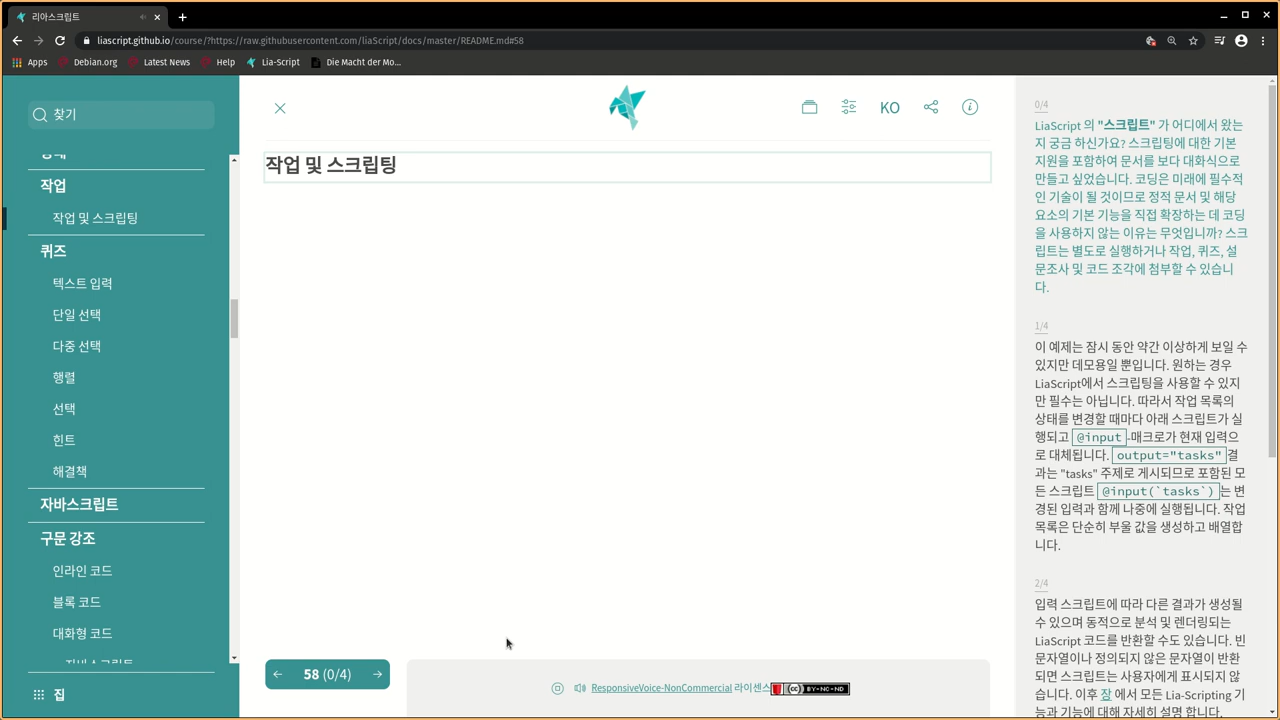 리아스크립트
liascript.github.io/course/?https://raw.githubusercontent.com/liaScript/docs/master/README.md#58
Apps
Debian.org
Latest News
Help
Lia-Script
Die Macht der Mo...
찾기
작업
작업 및 스크립팅
퀴즈
텍스트 입력
단일 선택
다중 선택
행렬
선택
힌트
해결책
자바스크립트
구문 강조
인라인 코드
블록 코드
대화형 코드
자바스크립트
집
KO
작업 및 스크립팅
58 (0/4)
ResponsiveVoice-NonCommercial 라이센스
(cc) BY-NC-ND
0/4
LiaScript 의 "스크립트" 가 어디에서 왔는
지 궁금 하신가요? 스크립팅에 대한 기본
지원을 포함하여 문서를 보다 대화식으로
만들고 싶었습니다. 코딩은 미래에 필수적
인 기술이 될 것이므로 정적 문서 및 해당
요소의 기본 기능을 직접 확장하는 데 코딩
을 사용하지 않는 이유는 무엇입니까? 스크
립트는 별도로 실행하거나 작업, 퀴즈, 설
문조사 및 코드 조각에 첨부할 수 있습니
다.
1/4
이 예제는 잠시 동안 약간 이상하게 보일 수
있지만 데모용일 뿐입니다. 원하는 경우
LiaScript에서 스크립팅을 사용할 수 있지
만 필수는 아닙니다. 따라서 작업 목록의
상태를 변경할 때마다 아래 스크립트가 실
행되고 @input -매크로가 현재 입력으
로 대체됩니다. output="tasks" 결
과는 "tasks" 주제로 게시되므로 포함된 모
든 스크립트 @input(`tasks`) 는 변
경된 입력과 함께 나중에 실행됩니다. 작업
목록은 단순히 부울 값을 생성하고 배열합
니다.
2/4
입력 스크립트에 따라 다른 결과가 생성될
수 있으며 동적으로 분석 및 렌더링되는
LiaScript 코드를 반환할 수도 있습니다. 빈
문자열이나 정의되지 않은 문자열이 반환
되면 스크립트는 사용자에게 표시되지 않
습니다. 이후 장 에서 모든 Lia-Scripting 기
능과 기능에 대해 자세히 설명 합니다.